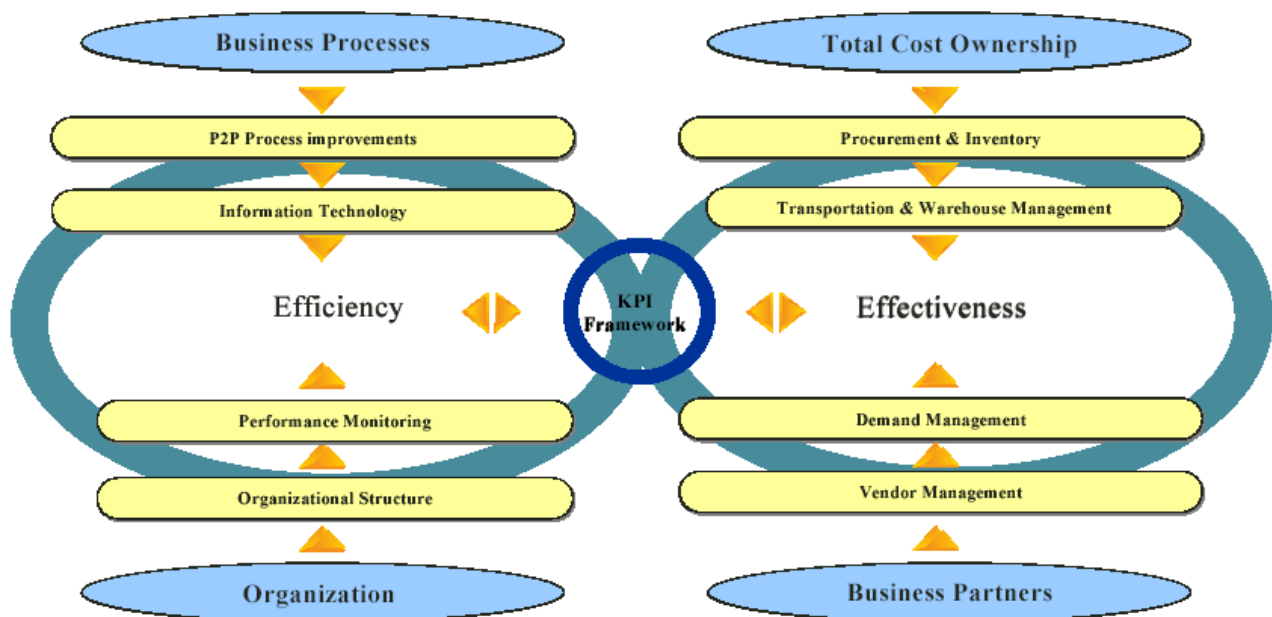 Business Processes
Total Cost Ownership
P2P Process improvements
Procurement & Inventory
Information Technology
Transportation & Warehouse Management
Efficiency
KPI
Framework
Effectiveness
Performance Monitoring
Demand Management
Organizational Structure
Vendor Management
Organization
Business Partners